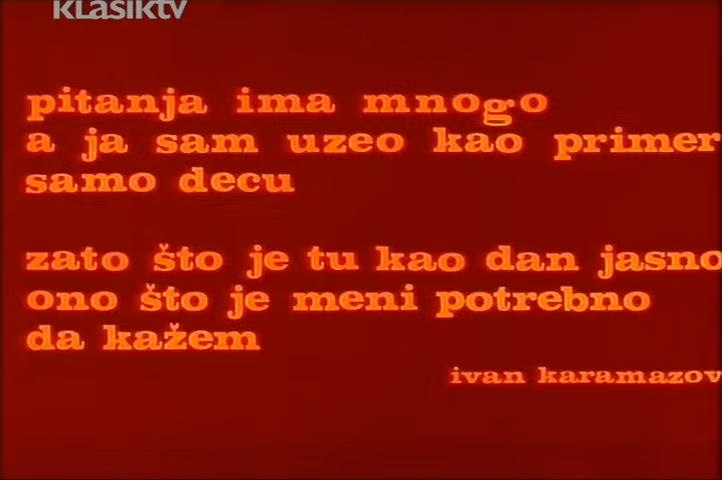 KLasiktv
pitanja ima mnogo
a ja sam uzeo kao primer
samo decu
zato što je tu kao dan jasno
ono što je meni potrebno
da kažem
ivan karamazov